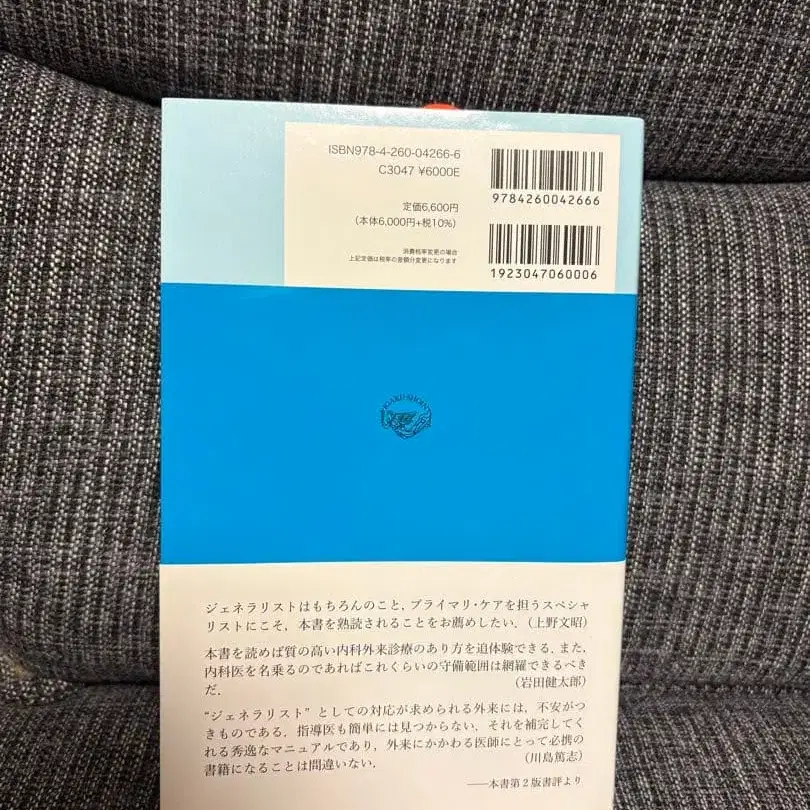 ISBN978-4-260-04266-6
C3047 ¥6000E
9784260042666
定価6,600円
(本体6,000円+税10%)
消費税率変更の場合
上記定価は税率の差額分変更になります
1923047060006
IGAKU-SHOIN
ジェネラリストはもちろんのこと,プライマリ・ケアを担うスペシャ
リストにこそ,本書を熟読されることをお薦めしたい.(上野文昭)
本書を読めば質の高い内科外来診療のあり方を追体験できる.また,
内科医を名乗るのであればこれくらいの守備範囲は網羅できるべき
だ.(岩田健太郎)
“ジェネラリスト”としての対応が求められる外来には,不安がつ
きものである.指導医も簡単には見つからない.それを補完してく
れる秀逸なマニュアルであり,外来にかかわる医師にとって必携の
書籍になることは間違いない.(川島篤志)
――本書第2版書評より